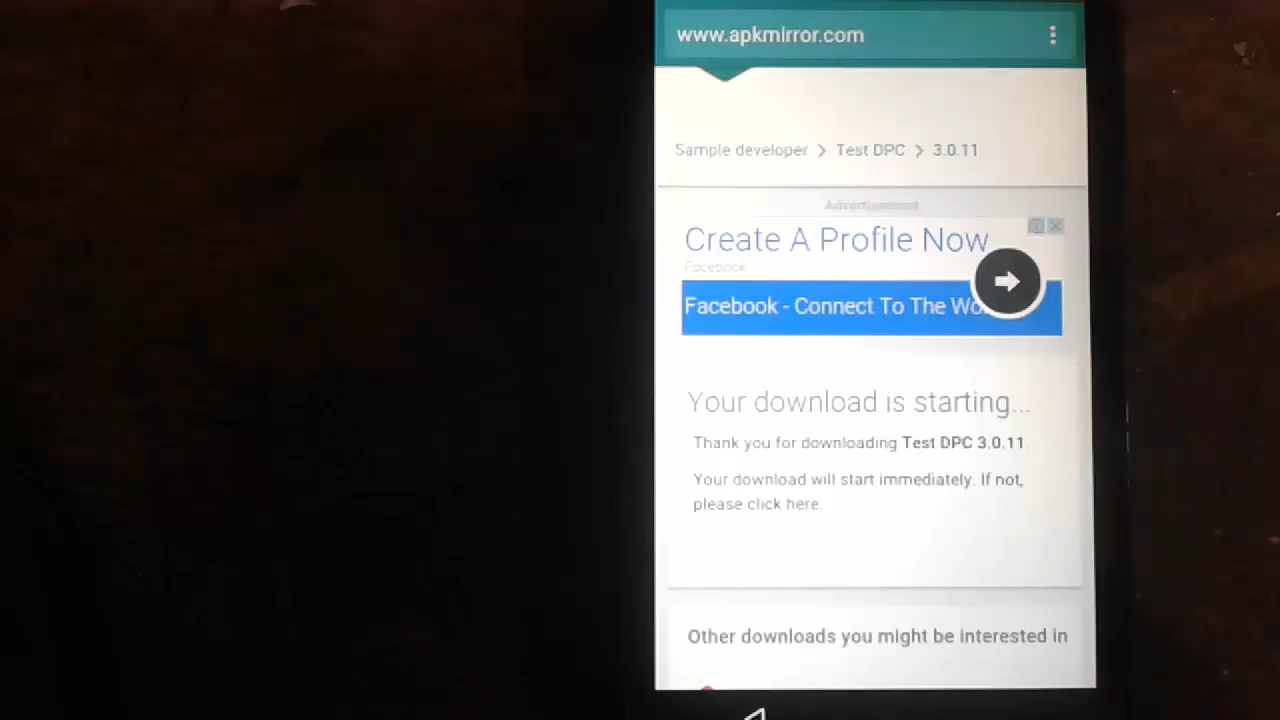 www.apkmirror.com
Sample developer > Test DPC > 3.0.11
Advertisement
Create A Profile Now
Facebook
Facebook - Connect To The Wo
Your download is starting...
Thank you for downloading Test DPC 3.0.11.
Your download will start immediately. If not,
please click here.
Other downloads you might be interested in